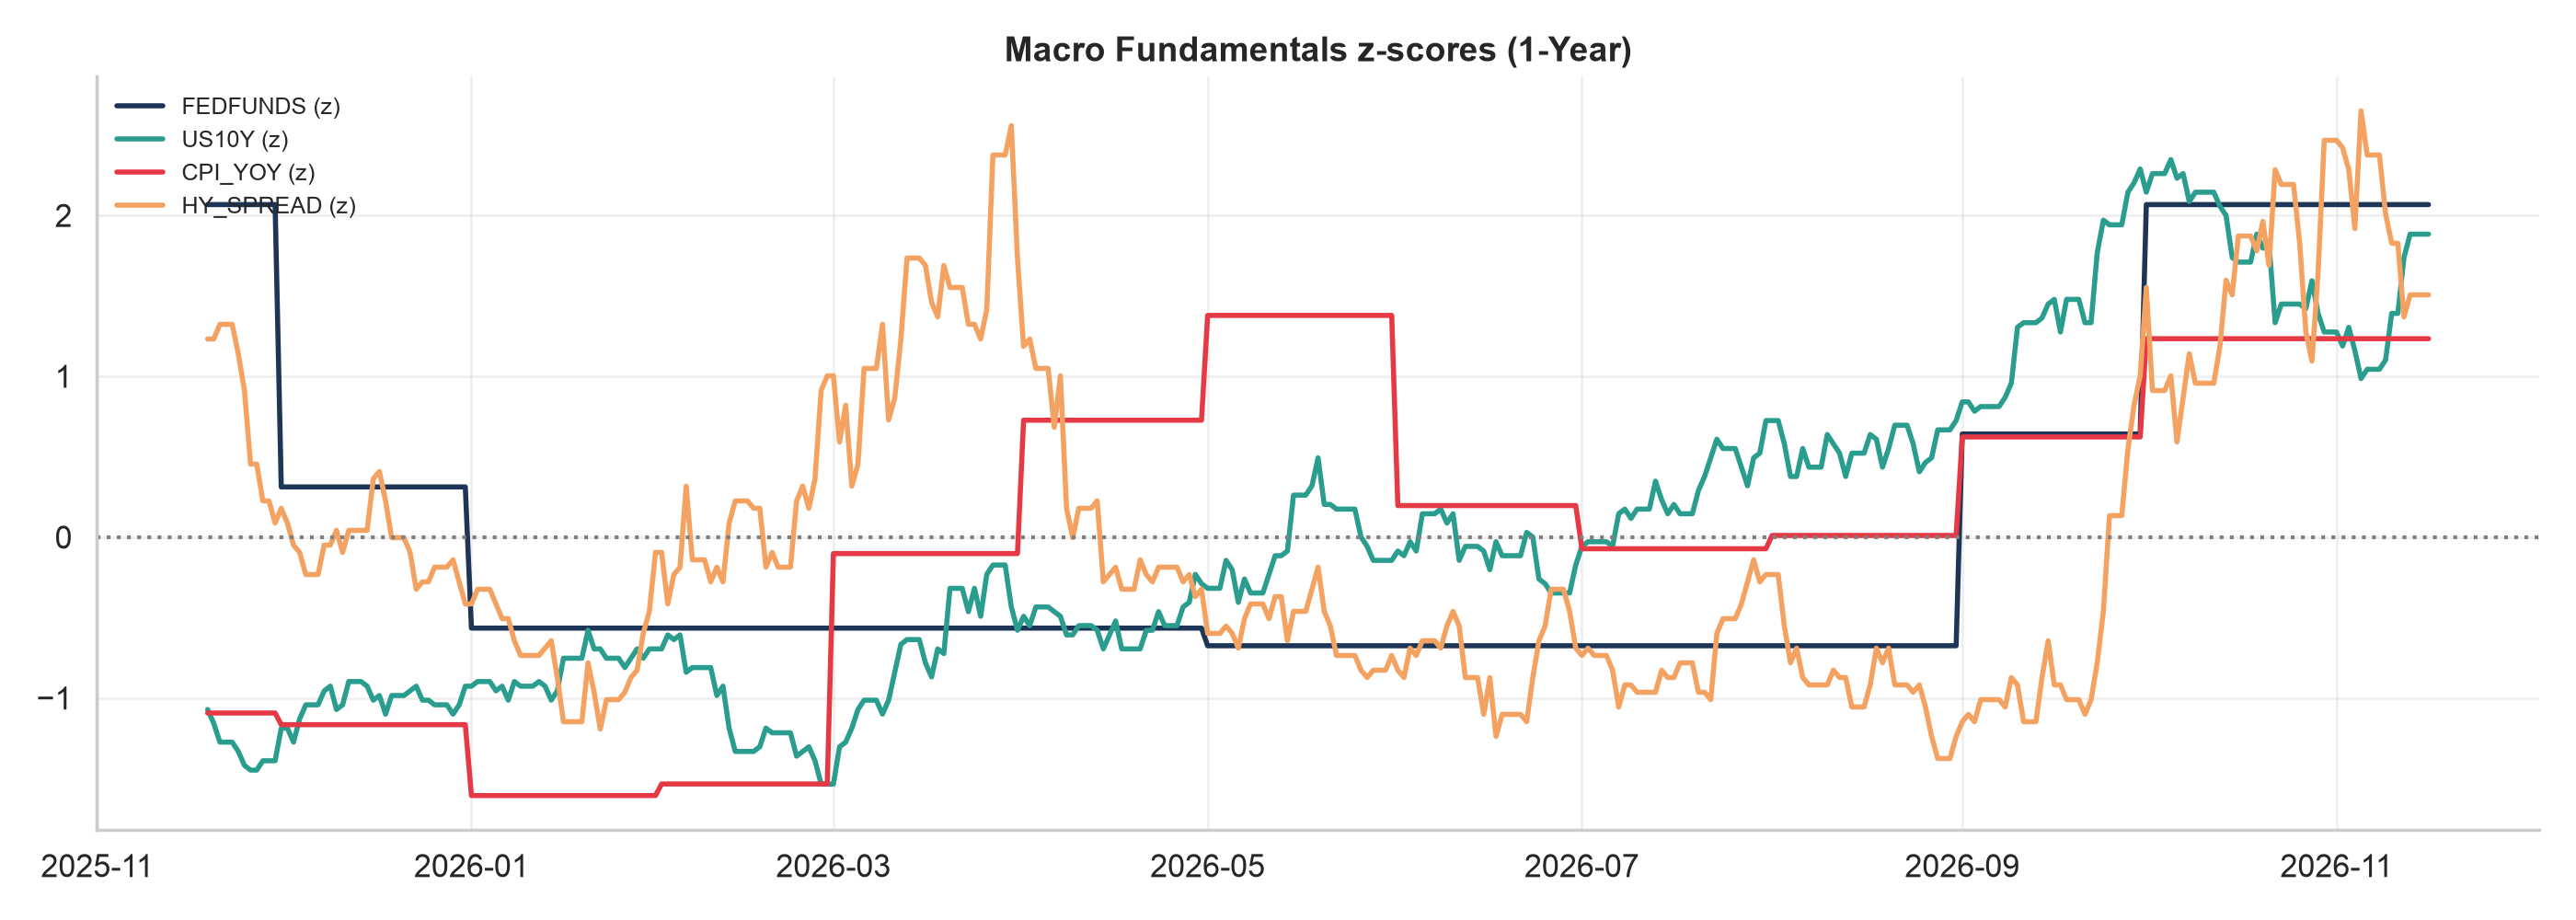 Macro Fundamentals z-scores (1-Year)
FEDFUNDS (z)
US10Y (z)
CPI_YOY (z)
HY_SPREAD (z)
2
1
0
−1
2025-11
2026-01
2026-03
2026-05
2026-07
2026-09
2026-11